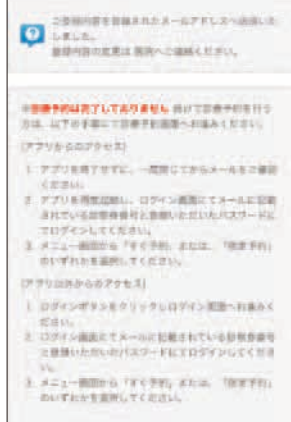 ご登録内容を登録されたメールアドレスへ送信いた
しました。
登録内容の変更は 医院へご連絡ください。
※診療予約は完了しておりません 続けて診療予約を行う
方は、以下の手順にて診療予約画面へお進みください。
[アプリからのアクセス]
1. アプリを終了せずに、一度閉じてからメールをご確認
ください。
2. アプリを再度起動し、ログイン画面にてメールに記載
されている診察券番号と登録いただいたパスワードに
てログインしてください。
3. メニュー画面から「すぐ予約」または、「指定予約」
のいずれかを選択してください。
[アプリ以外からのアクセス]
1. ログインボタンをクリックしログイン画面へお進みく
ださい。
2. ログイン画面にてメールに記載されている診察券番号
と登録いただいたパスワードにてログインしてくださ
い。
3. メニュー画面から「すぐ予約」または、「指定予約」
のいずれかを選択してください。